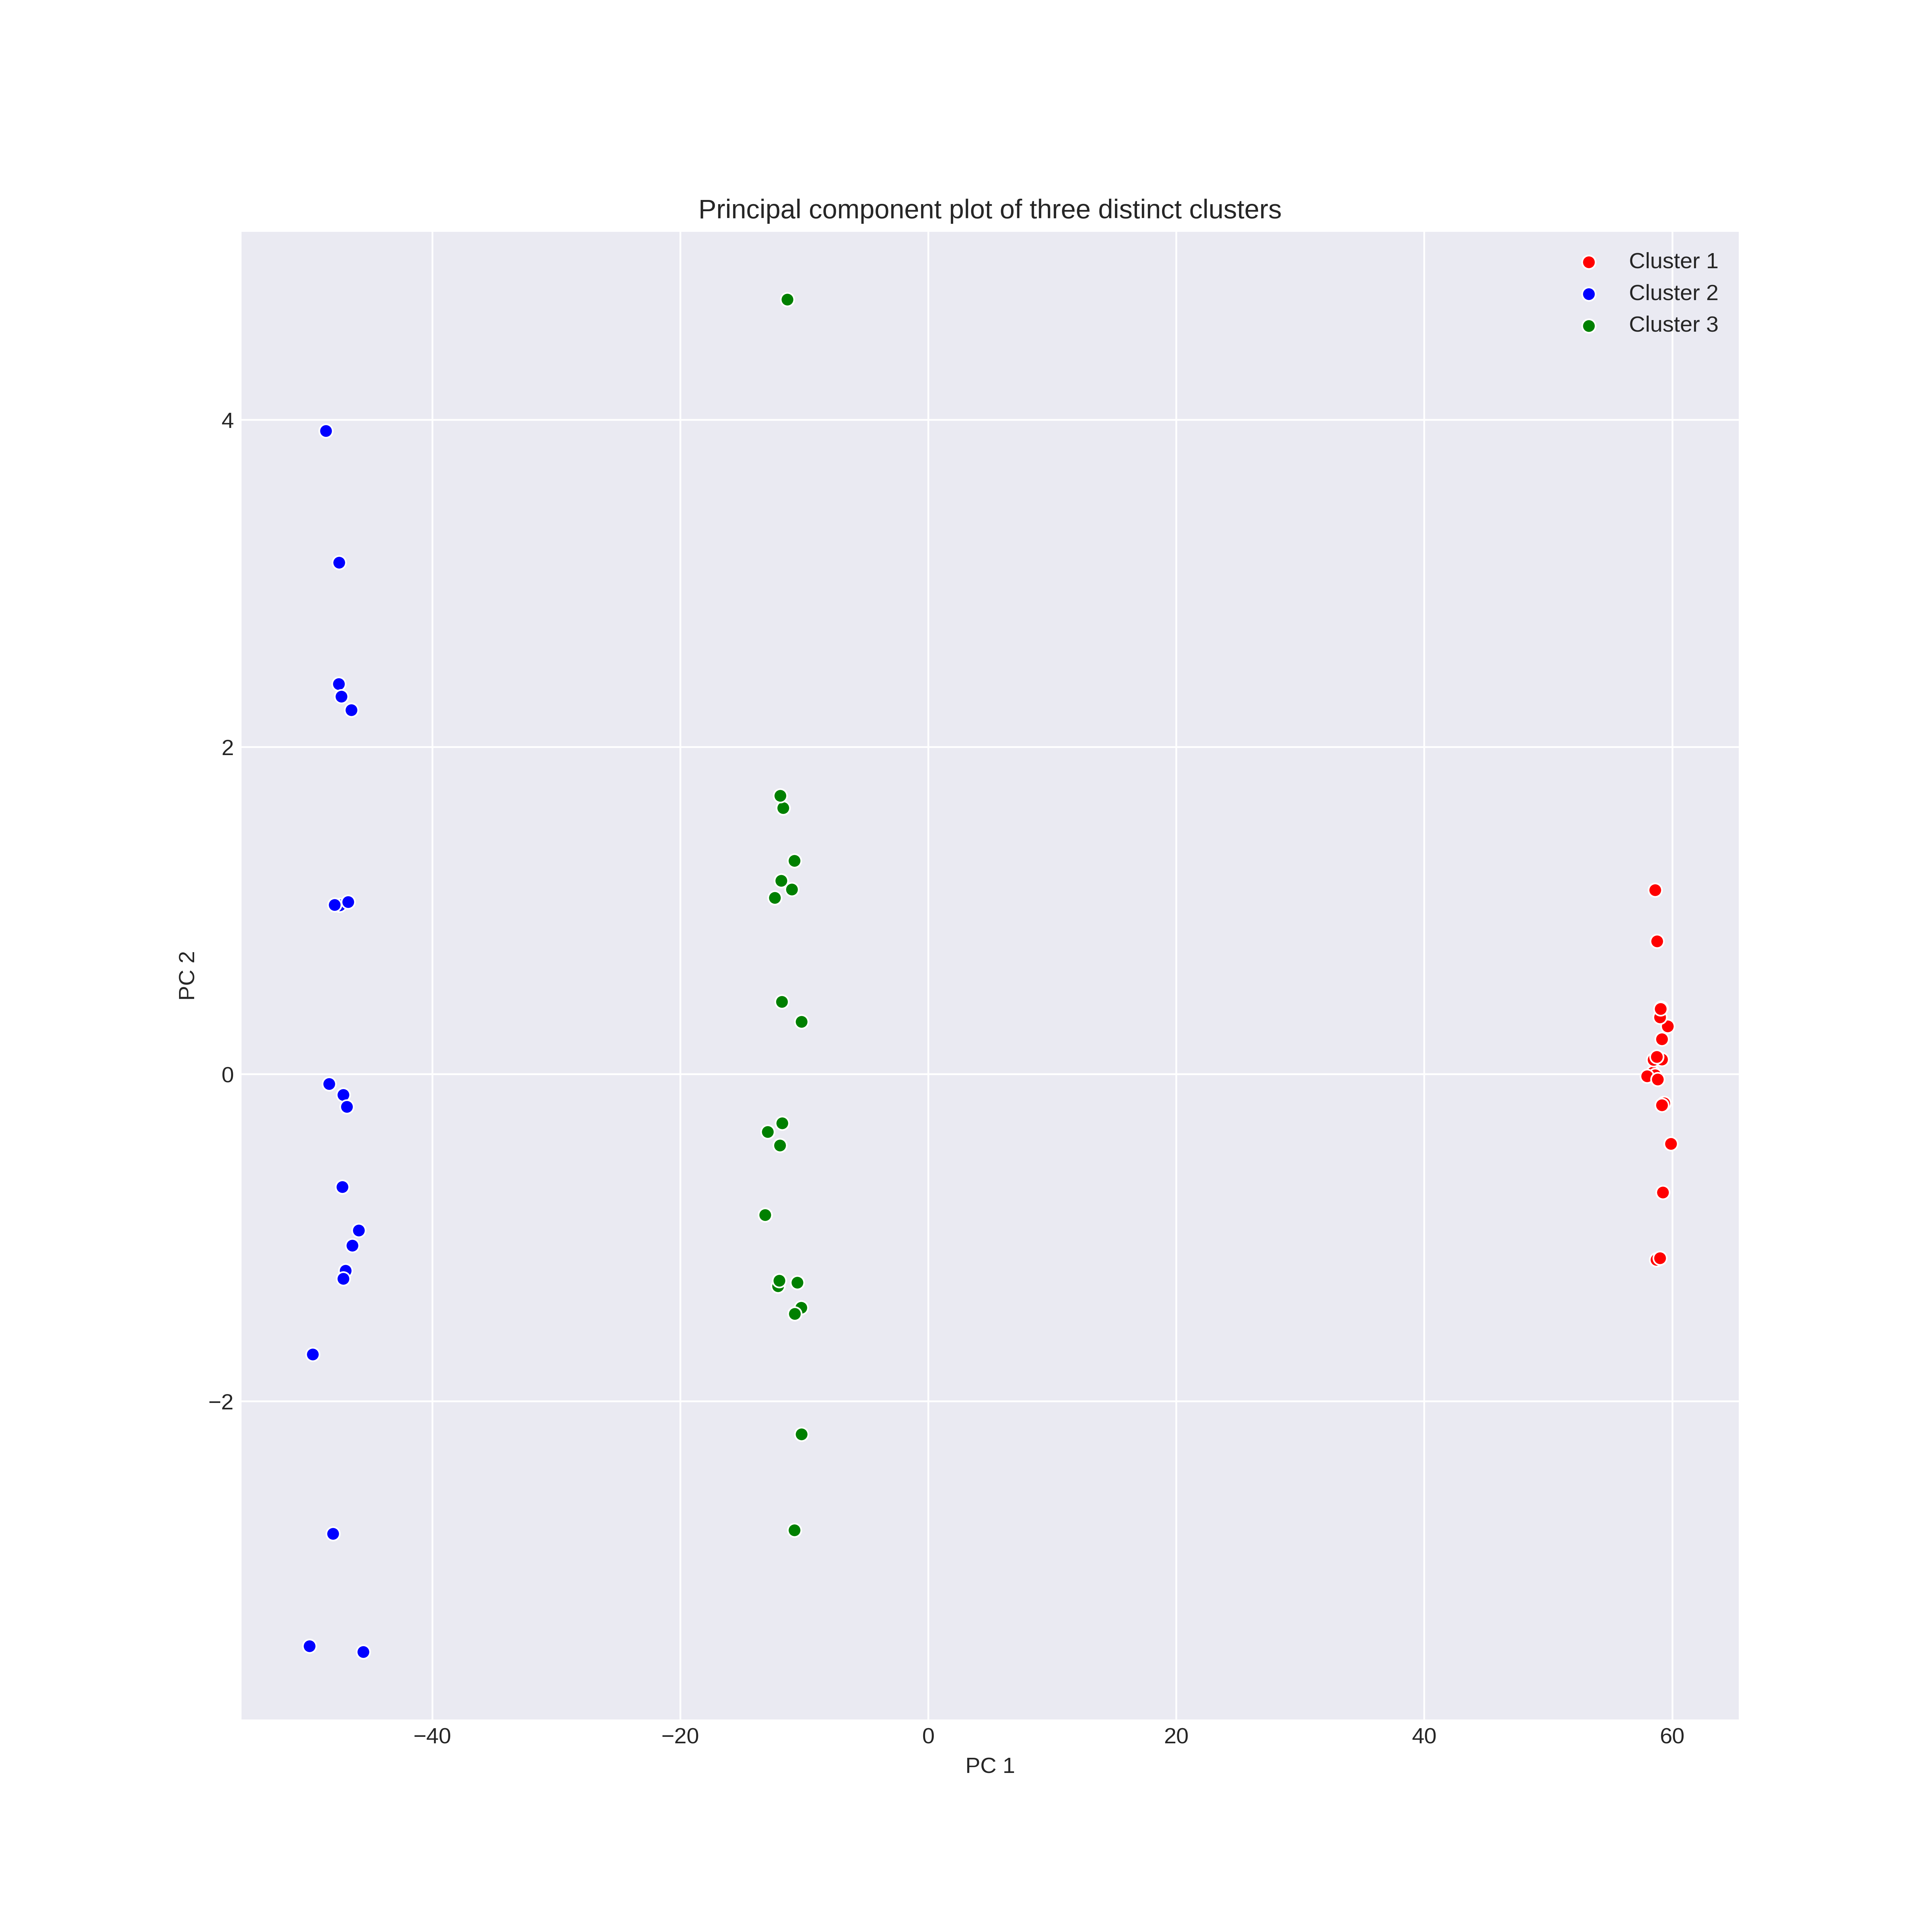 Principal component plot of three distinct clusters
Cluster 1
Cluster 2
Cluster 3
4
2
0
−2
PC 2
−40
−20
0
20
40
60
PC 1